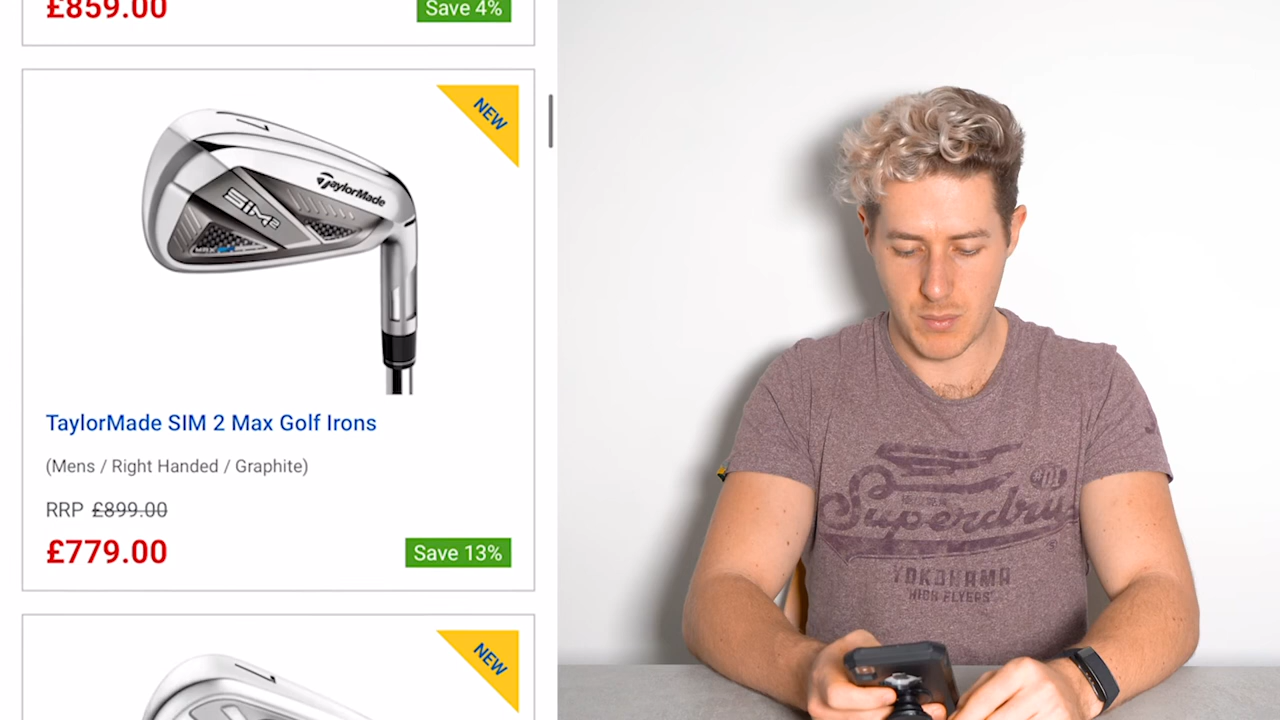 £859.00
Save 4%
NEW
TaylorMade
SIM2
MAX
TaylorMade SIM 2 Max Golf Irons
(Mens / Right Handed / Graphite)
RRP £899.00
£779.00
Save 13%
NEW
Superdry
YOKOHAMA
HIGH FLYERS